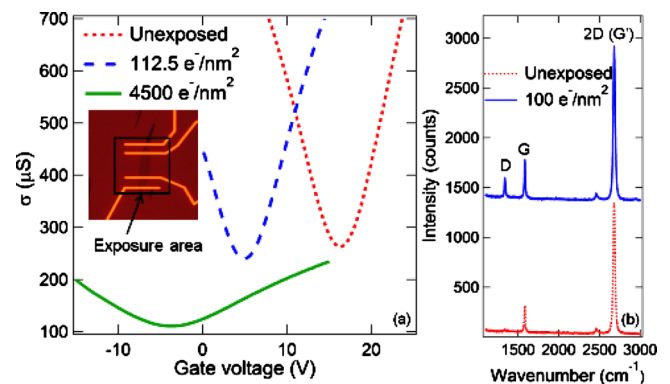 700
600
500
400
300
200
100
σ (μS)
Unexposed
112.5 e⁻/nm²
4500 e⁻/nm²
Exposure area
(a)
-10
0
10
20
Gate voltage (V)
3000
2500
2000
1500
1000
500
Intensity (counts)
2D (G')
Unexposed
100 e⁻/nm²
D
G
(b)
1500
2000
2500
3000
Wavenumber (cm⁻¹)